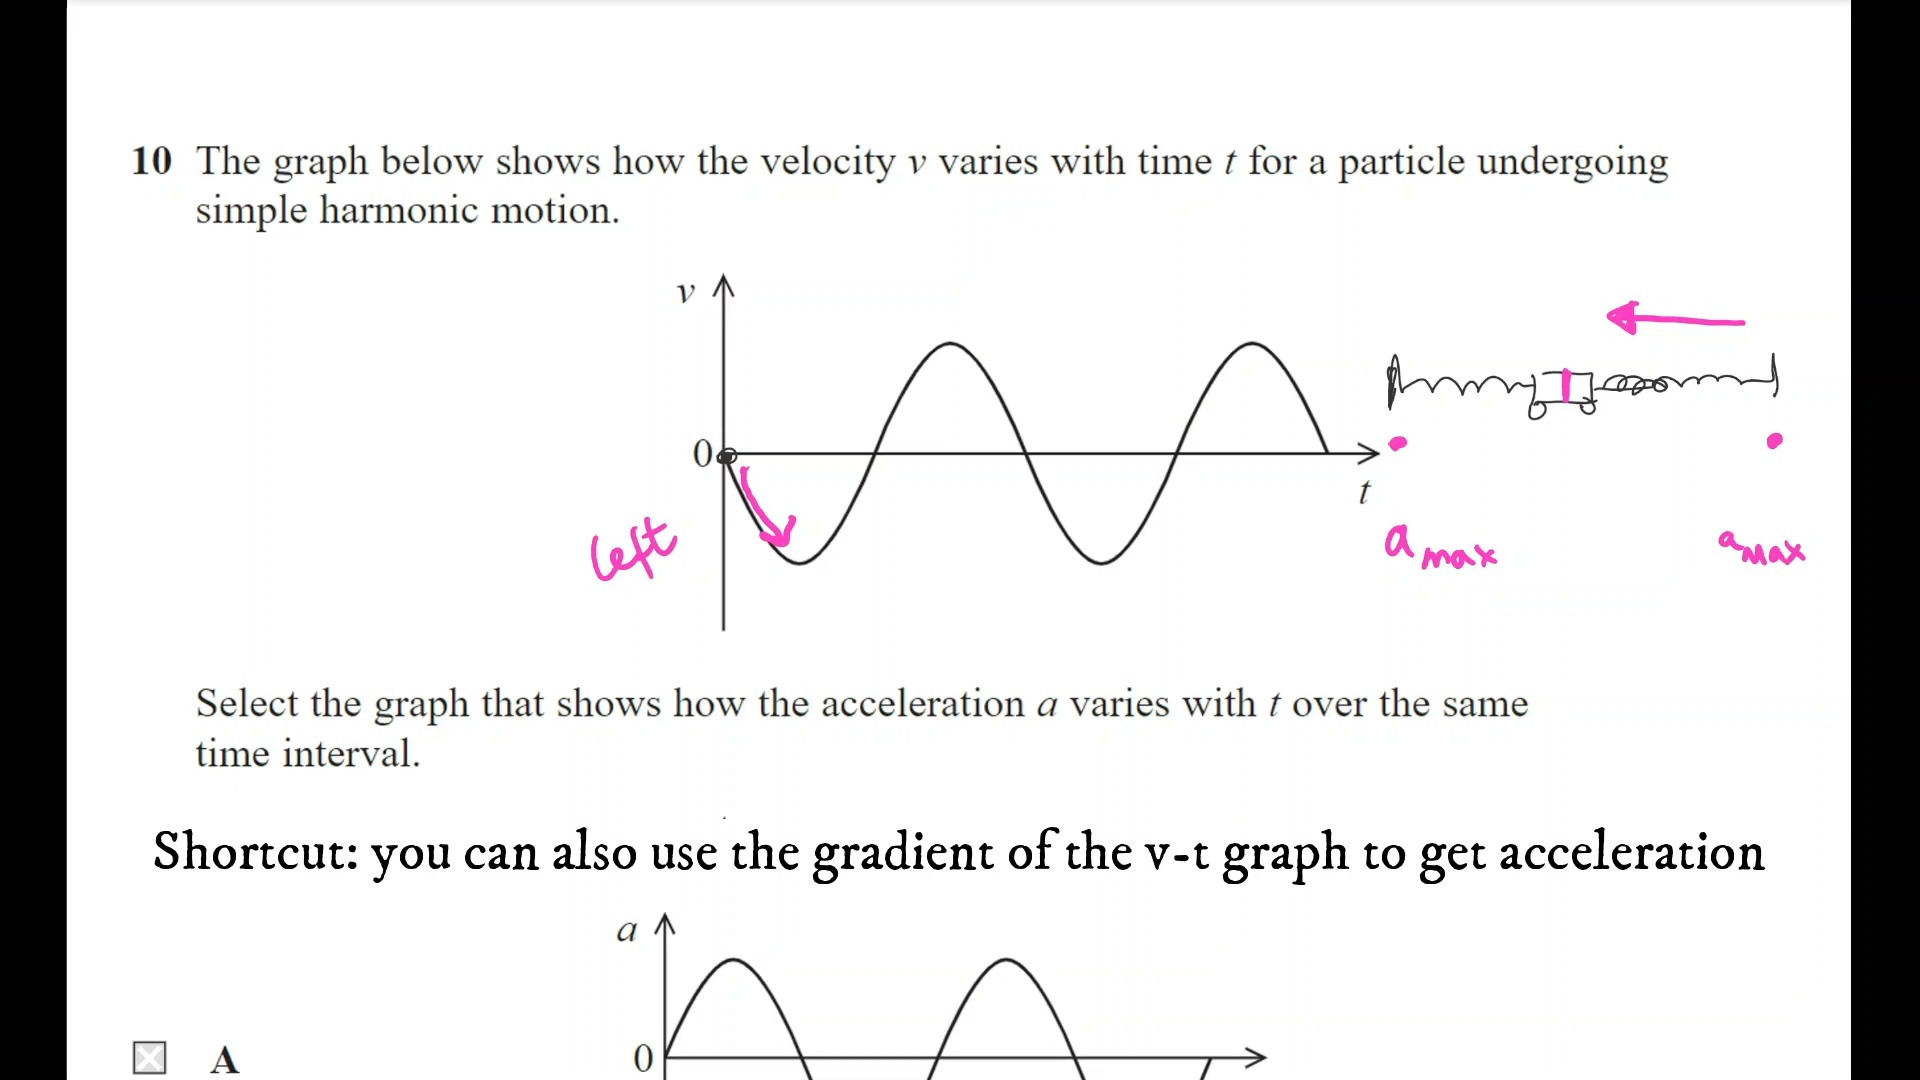 10 The graph below shows how the velocity v varies with time t for a particle undergoing
simple harmonic motion.
v
0
t
left
a max
a max
Select the graph that shows how the acceleration a varies with t over the same
time interval.
Shortcut: you can also use the gradient of the v-t graph to get acceleration
a
0
A